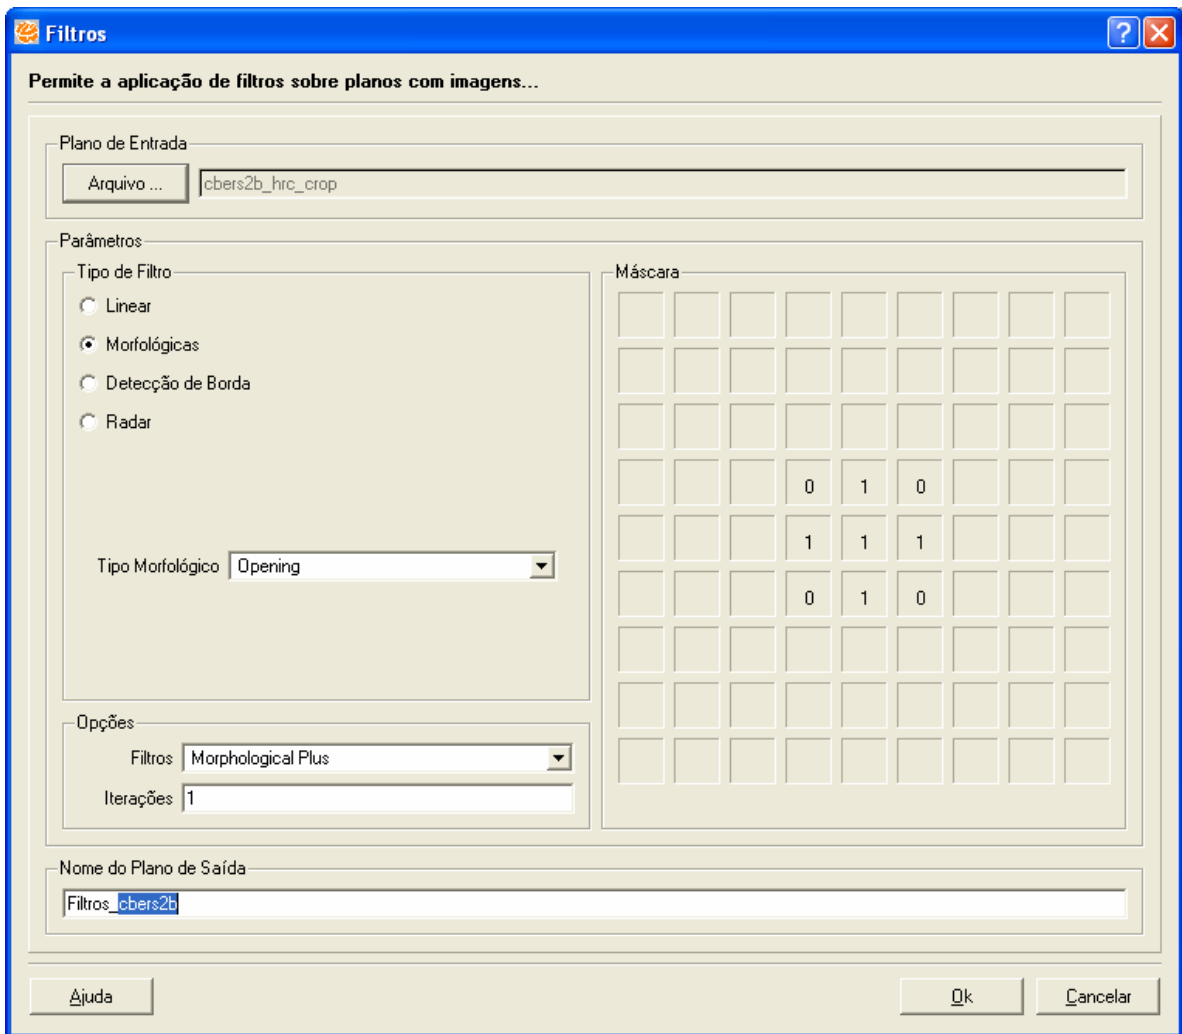 Filtros
Permite a aplicação de filtros sobre planos com imagens...
Plano de Entrada
Arquivo ... cbers2b_hrc_crop
Parâmetros
Tipo de Filtro
Linear
Morfológicas
Detecção de Borda
Radar
Tipo Morfológico Opening
Opções
Filtros Morphological Plus
Iterações 1
Máscara
0 1 0
1 1 1
0 1 0
Nome do Plano de Saída
Filtros_cbers2b
Ajuda Ok Cancelar